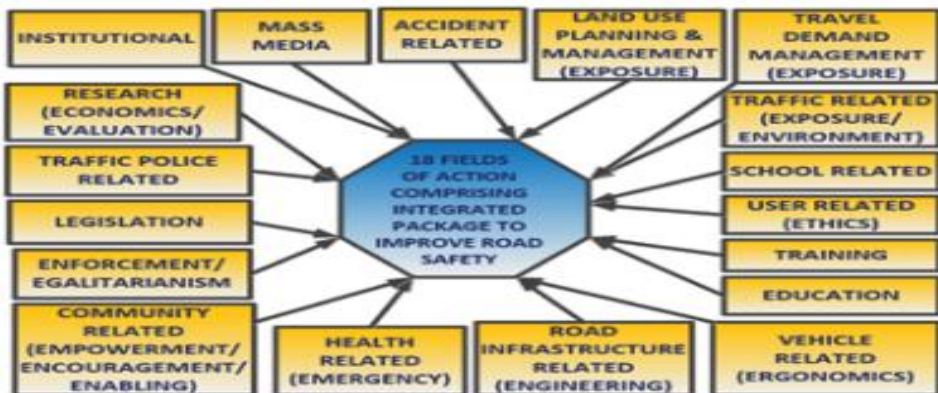 INSTITUTIONAL
MASS
MEDIA
ACCIDENT
RELATED
LAND USE
PLANNING &
MANAGEMENT
(EXPOSURE)
TRAVEL
DEMAND
MANAGEMENT
(EXPOSURE)
RESEARCH
(ECONOMICS/
EVALUATION)
TRAFFIC RELATED
(EXPOSURE/
ENVIRONMENT)
TRAFFIC POLICE
RELATED
18 FIELDS
OF ACTION
COMPRISING
INTEGRATED
PACKAGE TO
IMPROVE ROAD
SAFETY
SCHOOL RELATED
LEGISLATION
USER RELATED
(ETHICS)
ENFORCEMENT/
EGALITARIANISM
TRAINING
EDUCATION
COMMUNITY
RELATED
(EMPOWERMENT/
ENCOURAGEMENT/
ENABLING)
HEALTH
RELATED
(EMERGENCY)
ROAD
INFRASTRUCTURE
RELATED
(ENGINEERING)
VEHICLE
RELATED
(ERGONOMICS)